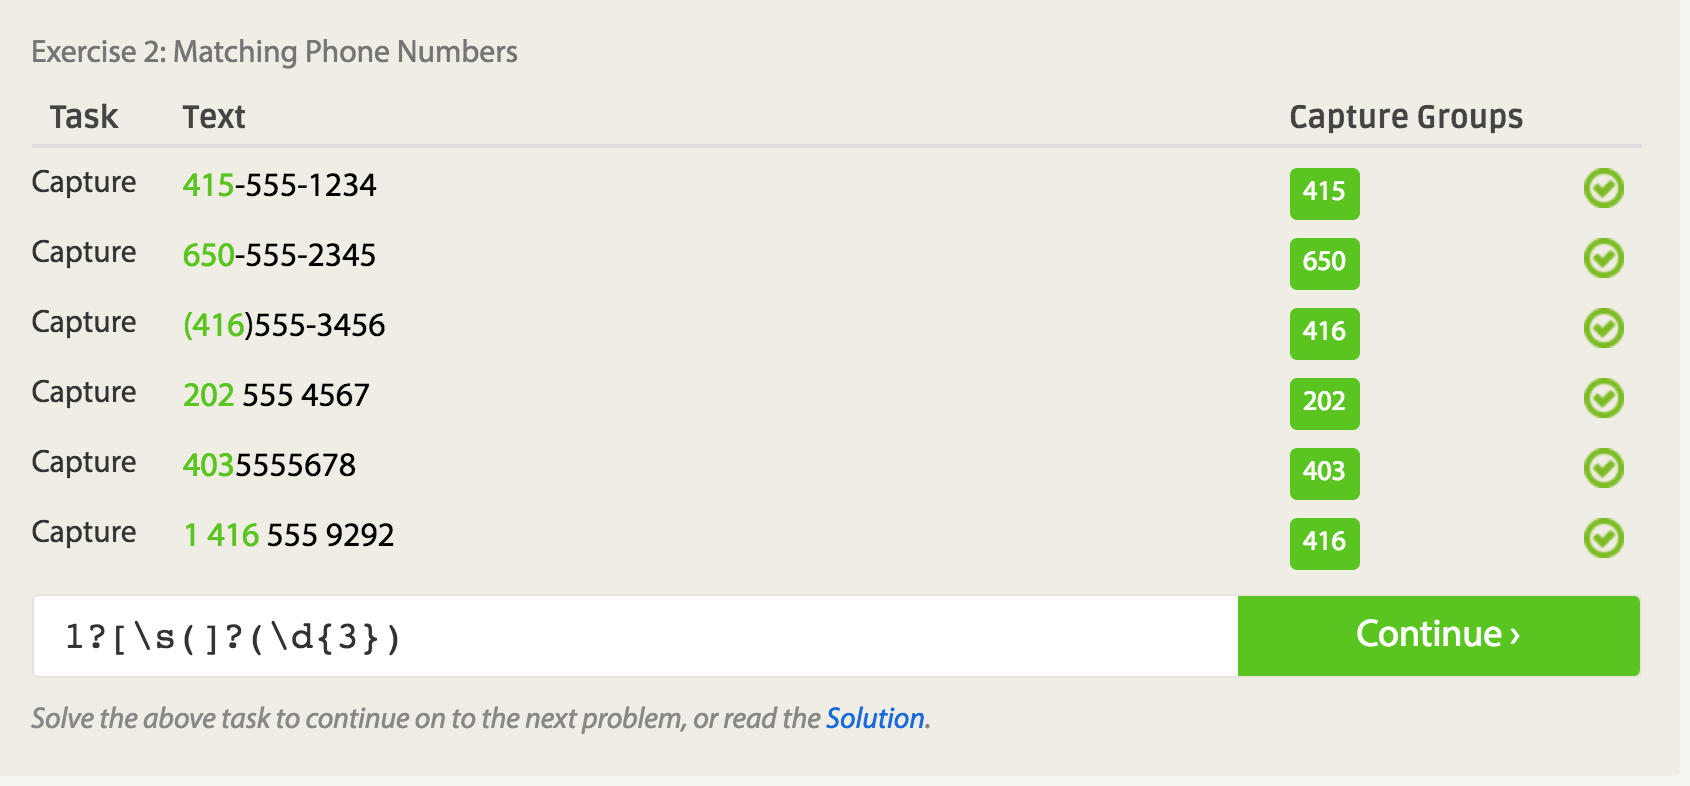 Exercise 2: Matching Phone Numbers
Task Text Capture Groups
Capture 415-555-1234 415
Capture 650-555-2345 650
Capture (416)555-3456 416
Capture 202 555 4567 202
Capture 4035555678 403
Capture 1 416 555 9292 416
1?[\s(]?(\d{3}) Continue ›
Solve the above task to continue on to the next problem, or read the Solution.